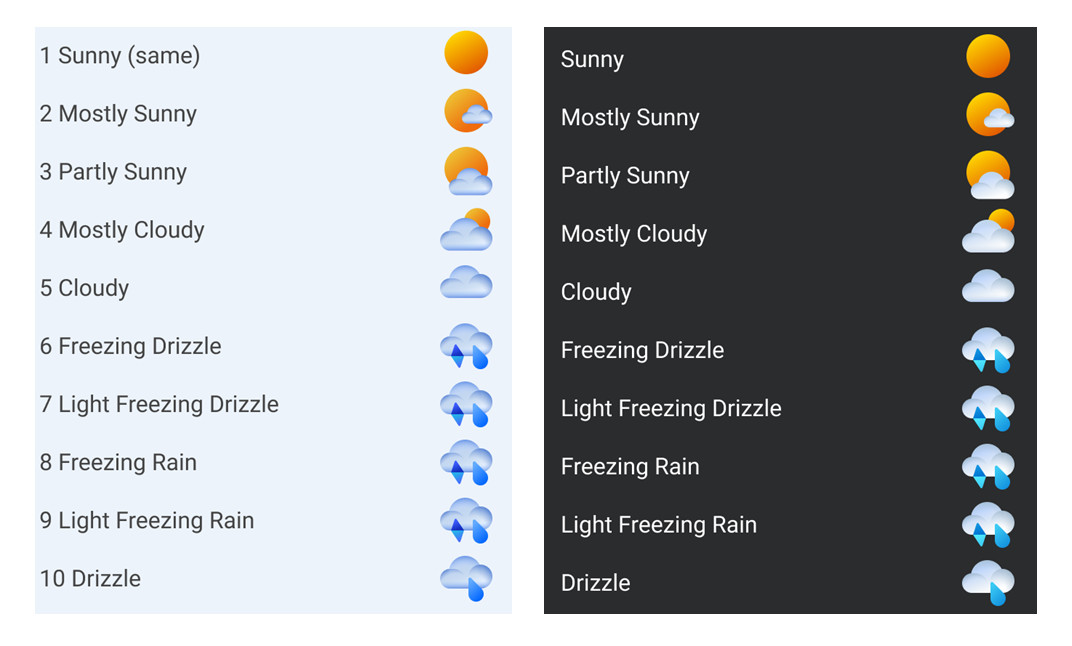 1 Sunny (same)
2 Mostly Sunny
3 Partly Sunny
4 Mostly Cloudy
5 Cloudy
6 Freezing Drizzle
7 Light Freezing Drizzle
8 Freezing Rain
9 Light Freezing Rain
10 Drizzle
Sunny
Mostly Sunny
Partly Sunny
Mostly Cloudy
Cloudy
Freezing Drizzle
Light Freezing Drizzle
Freezing Rain
Light Freezing Rain
Drizzle